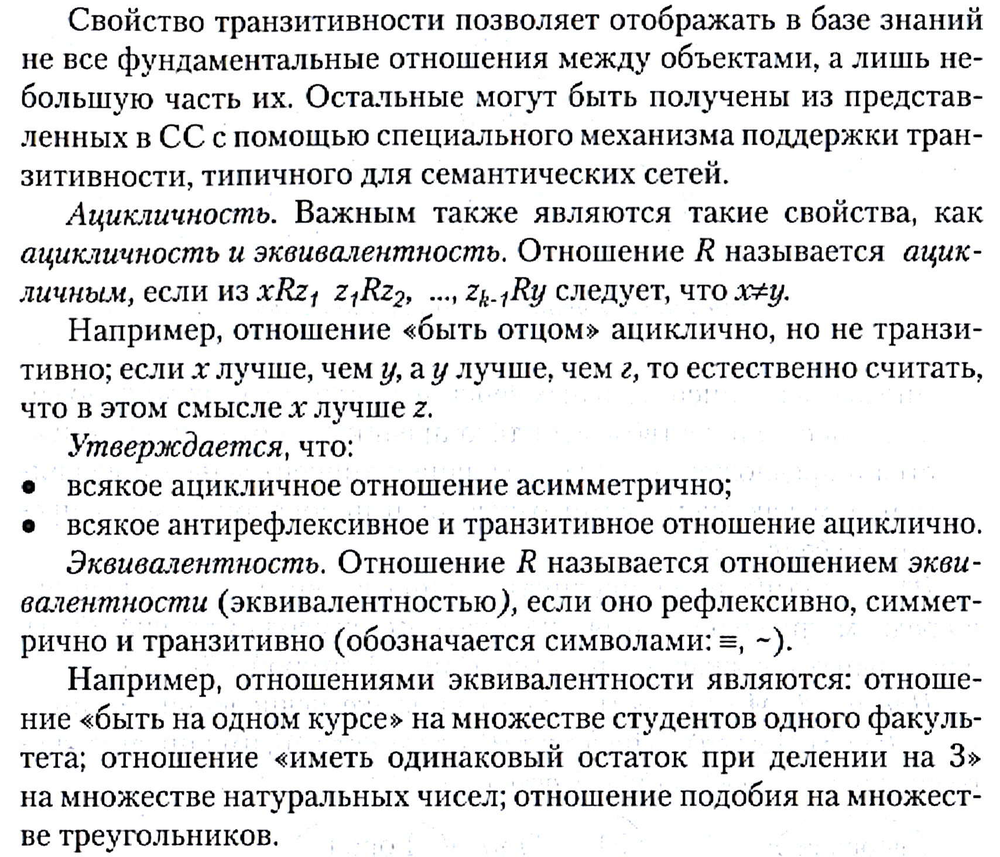 Свойство транзитивности позволяет отображать в базе знаний
не все фундаментальные отношения между объектами, а лишь не-
большую часть их. Остальные могут быть получены из представ-
ленных в СС с помощью специального механизма поддержки тран-
зитивности, типичного для семантических сетей.
Ацикличность. Важным также являются такие свойства, как
ацикличность и эквивалентность. Отношение R называется ацик-
личным, если из xRz₁ z₁Rz₂, ..., zₖ₋₁Ry следует, что x≠y.
Например, отношение «быть отцом» ациклично, но не транзи-
тивно; если x лучше, чем y, а y лучше, чем г, то естественно считать,
что в этом смысле x лучше z.
Утверждается, что:
• всякое ацикличное отношение асимметрично;
• всякое антирефлексивное и транзитивное отношение ациклично.
Эквивалентность. Отношение R называется отношением экви-
валентности (эквивалентностью), если оно рефлексивно, симмет-
рично и транзитивно (обозначается символами: ≡, ~).
Например, отношениями эквивалентности являются: отноше-
ние «быть на одном курсе» на множестве студентов одного факуль-
тета; отношение «иметь одинаковый остаток при делении на 3»
на множестве натуральных чисел; отношение подобия на множест-
ве треугольников.